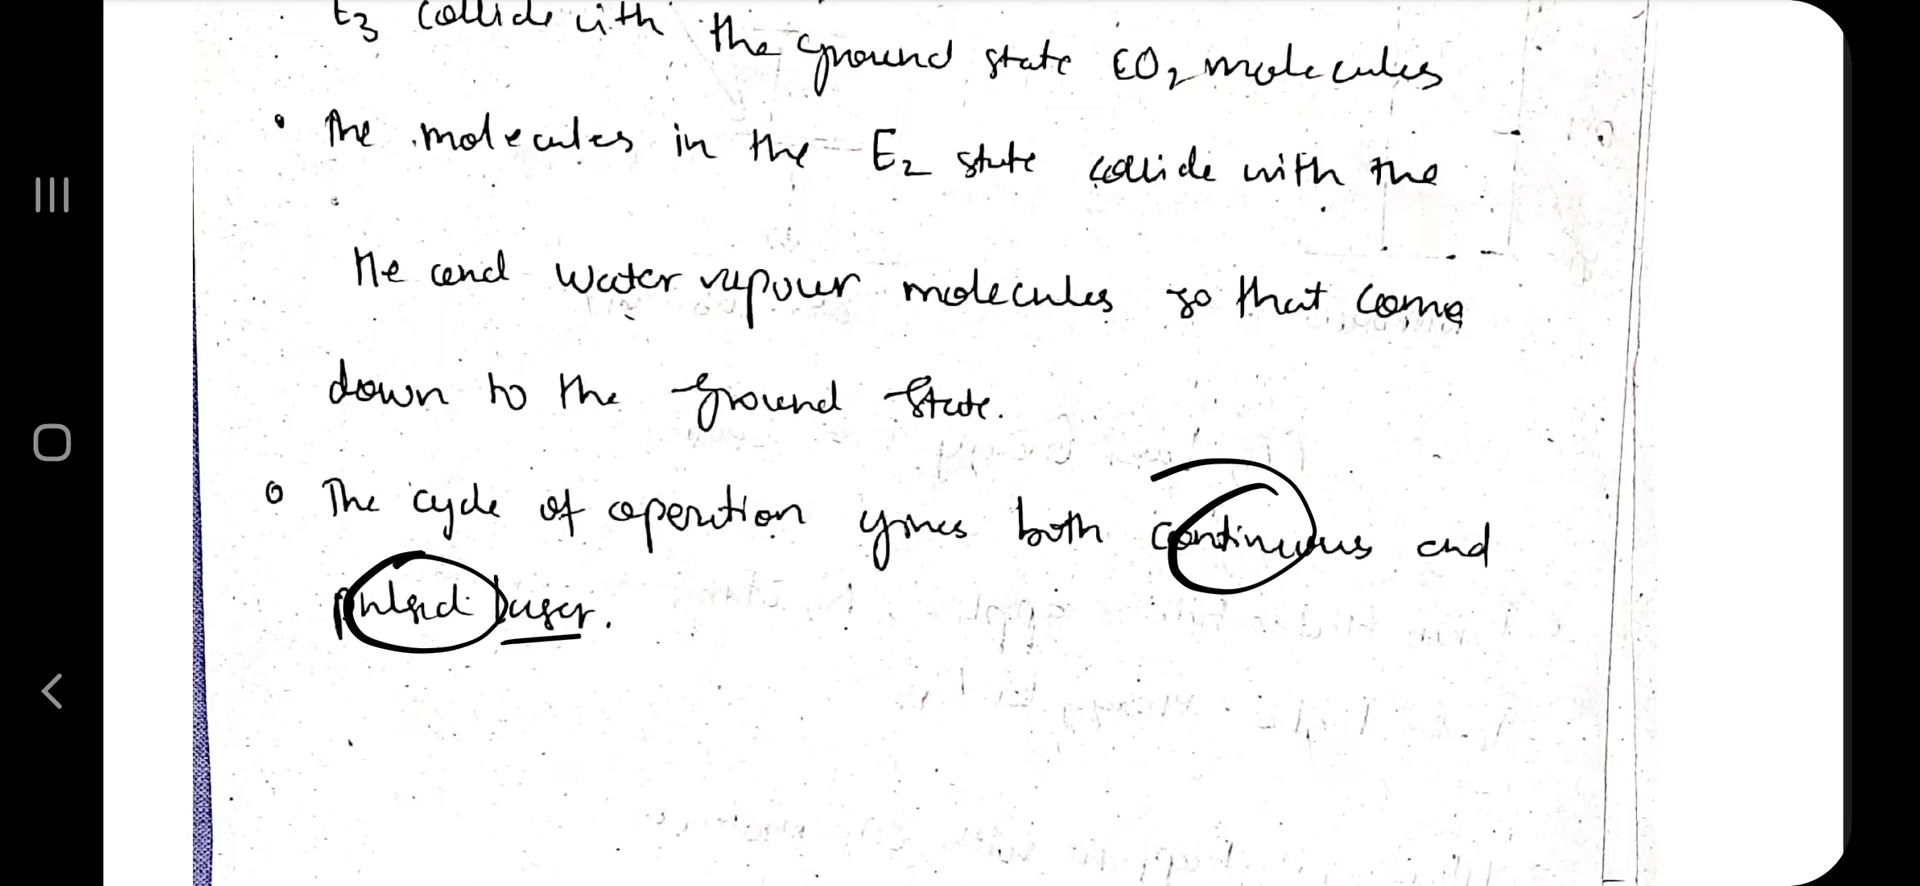 E3 collide with the ground state CO2 molecules
• The molecules in the E2 state collide with the
He and water vapour molecules so that come
down to the ground state.
• The cycle of operation gives both continuous and
pulsed laser.